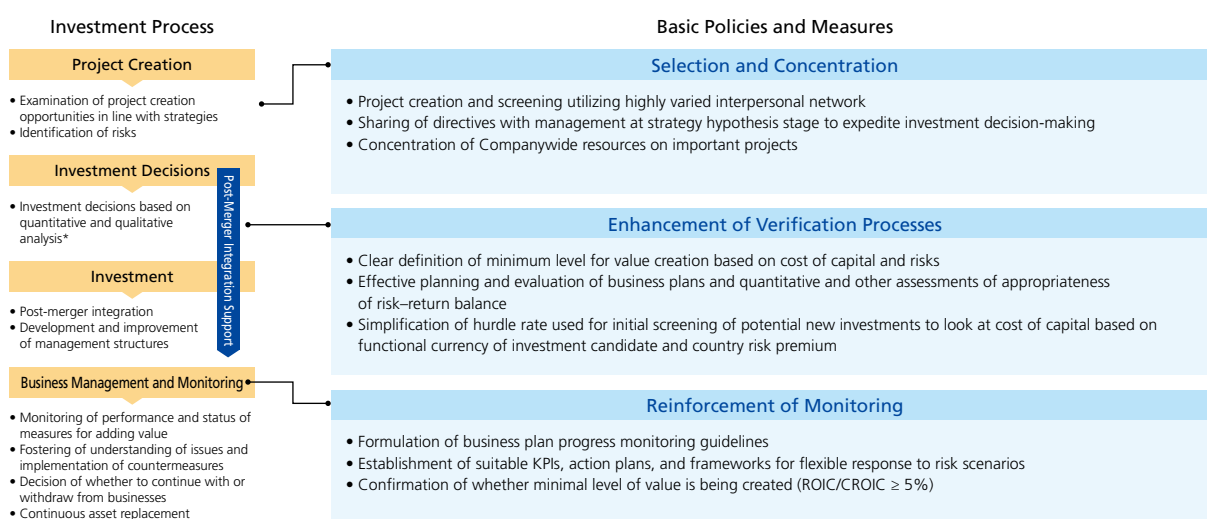 Investment Process
Project Creation
• Examination of project creation
opportunities in line with strategies
• Identification of risks
Investment Decisions
• Investment decisions based on
quantitative and qualitative
analysis*
Investment
• Post-merger integration
• Development and improvement
of management structures
Post-Merger Integration Support
Business Management and Monitoring
• Monitoring of performance and status of
measures for adding value
• Fostering of understanding of issues and
implementation of countermeasures
• Decision of whether to continue with or
withdraw from businesses
• Continuous asset replacement
Basic Policies and Measures
Selection and Concentration
• Project creation and screening utilizing highly varied interpersonal network
• Sharing of directives with management at strategy hypothesis stage to expedite investment decision-making
• Concentration of Companywide resources on important projects
Enhancement of Verification Processes
• Clear definition of minimum level for value creation based on cost of capital and risks
• Effective planning and evaluation of business plans and quantitative and other assessments of appropriateness
of risk–return balance
• Simplification of hurdle rate used for initial screening of potential new investments to look at cost of capital based on
functional currency of investment candidate and country risk premium
Reinforcement of Monitoring
• Formulation of business plan progress monitoring guidelines
• Establishment of suitable KPIs, action plans, and frameworks for flexible response to risk scenarios
• Confirmation of whether minimal level of value is being created (ROIC/CROIC ≥ 5%)